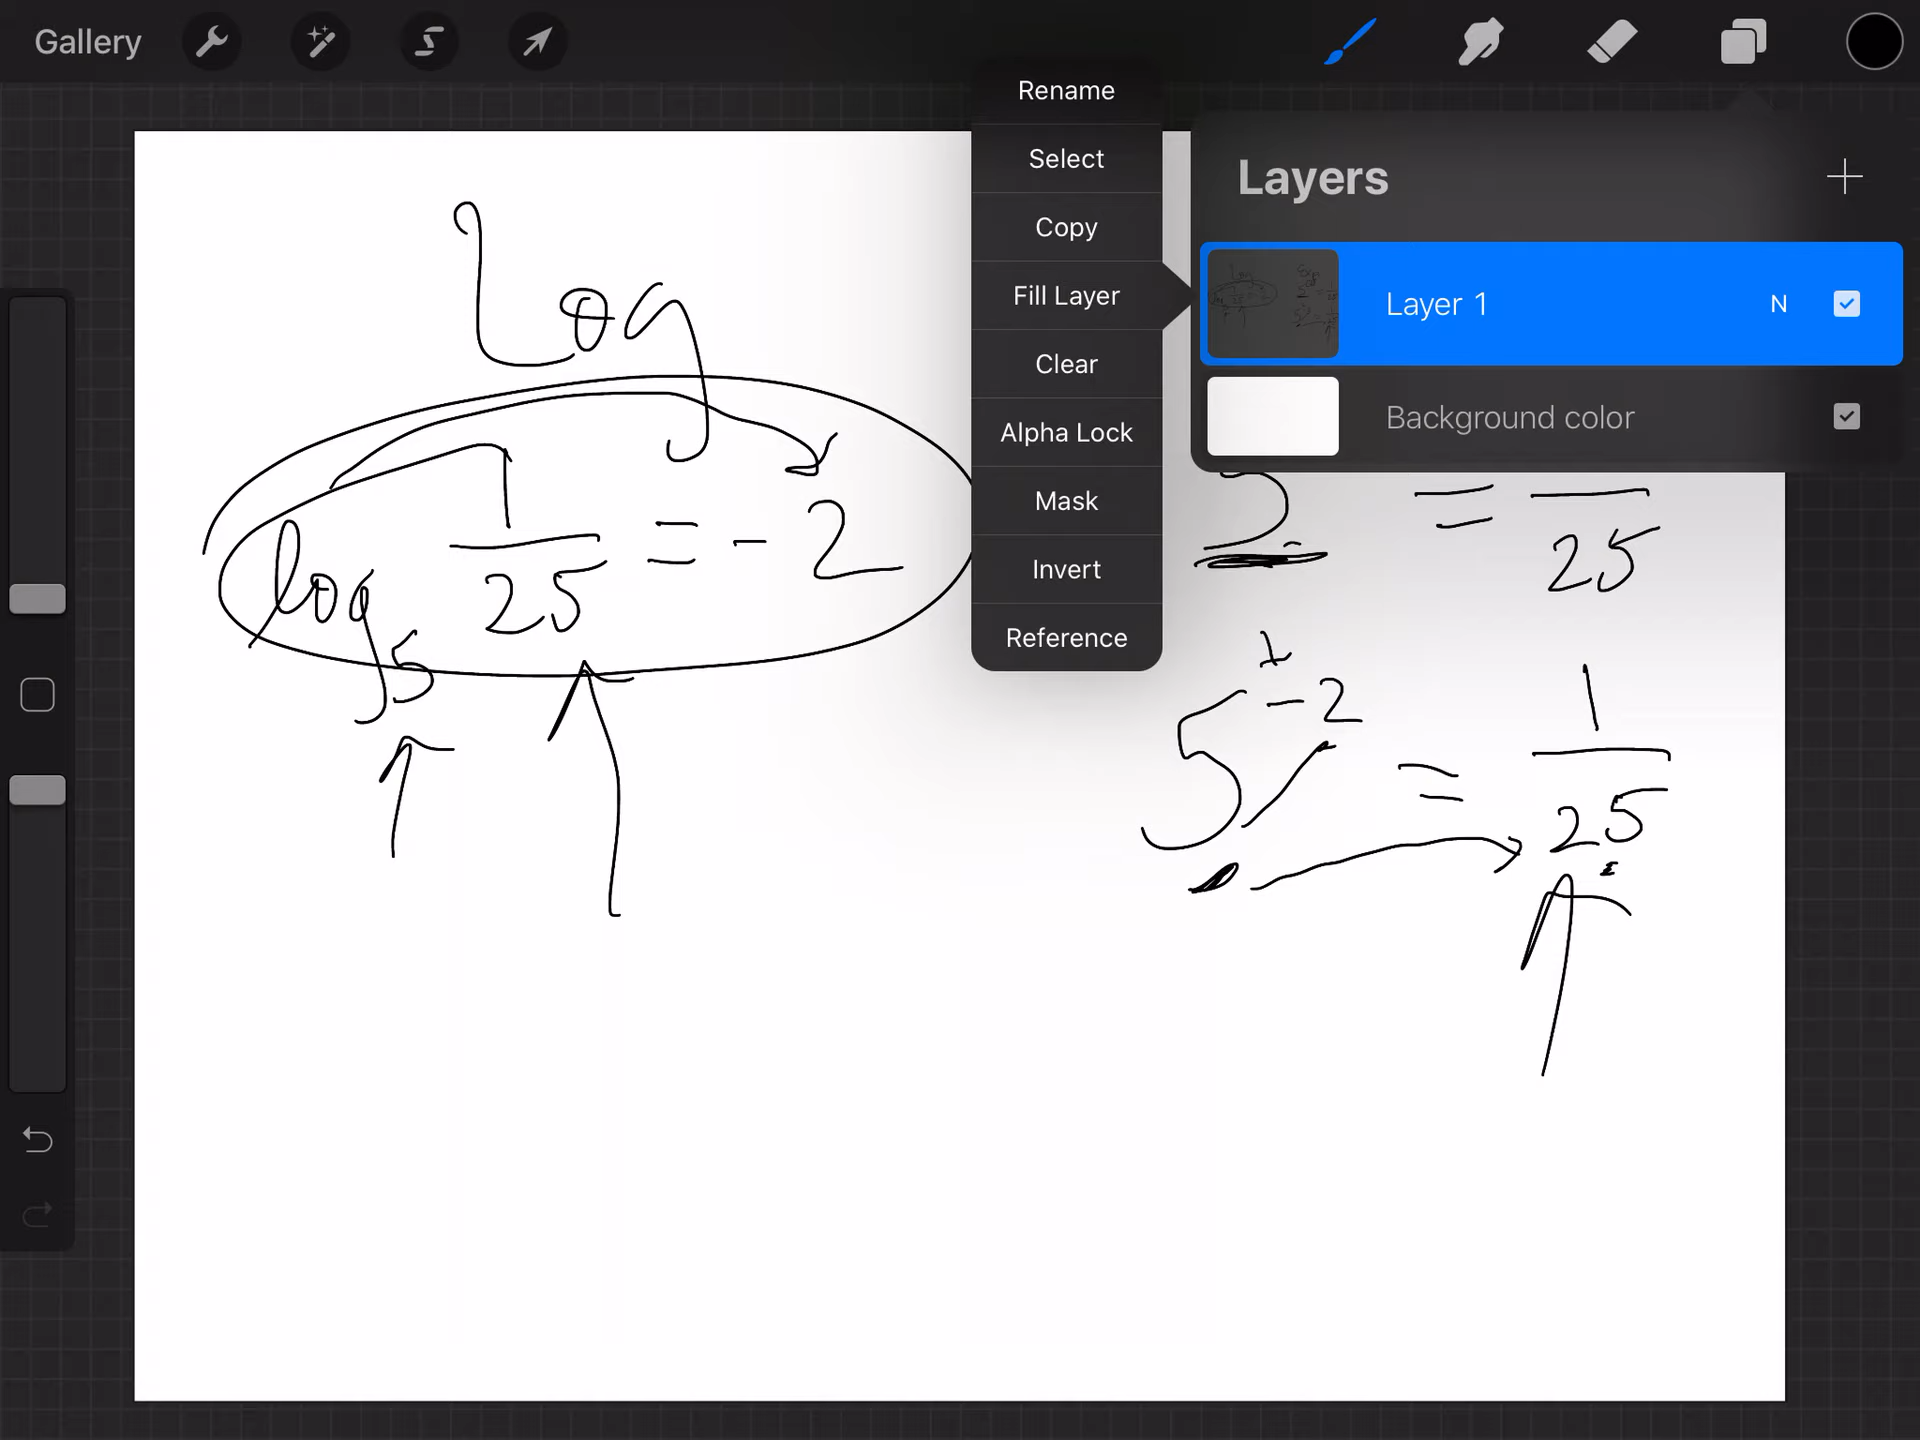 Gallery
Rename
Select
Copy
Fill Layer
Clear
Alpha Lock
Mask
Invert
Reference
Layers
Layer 1 N
Background color
Log
log₅ 1/25 = -2
= 
25
5⁻² = 1/25
x